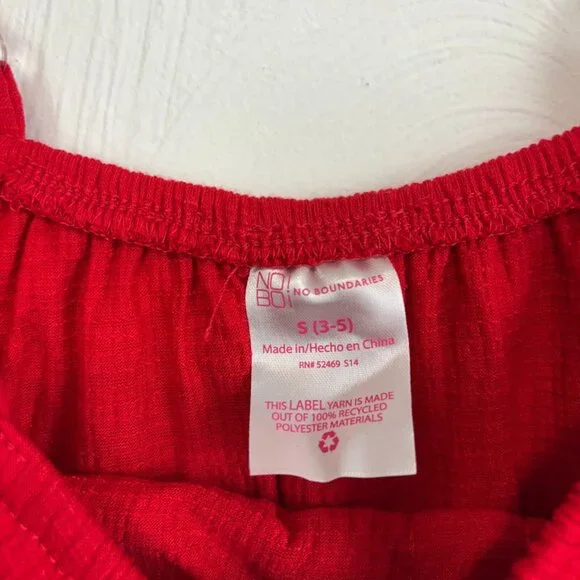 NO!
BO!
NO BOUNDARIES
S (3-5)
Made in/Hecho en China
RN# 52469 S14
THIS LABEL YARN IS MADE
OUT OF 100% RECYCLED
POLYESTER MATERIALS